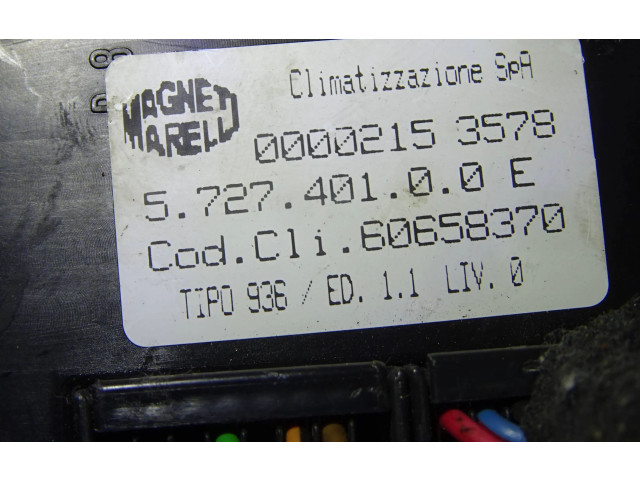 8
MAGNETI
MARELLI
Climatizzazione SpA
0000215 3578
5.727.401.0.0 E
Cod.Cli.60658370
TIPO 936 / ED. 1.1 LIV. 0